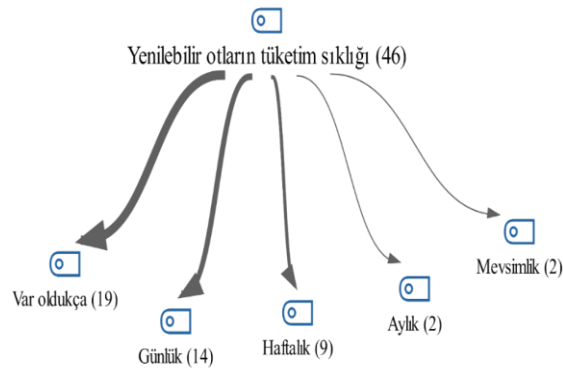 Yenilebilir otların tüketim sıklığı (46)
Var oldukça (19)
Günlük (14)
Haftalık (9)
Aylık (2)
Mevsimlik (2)